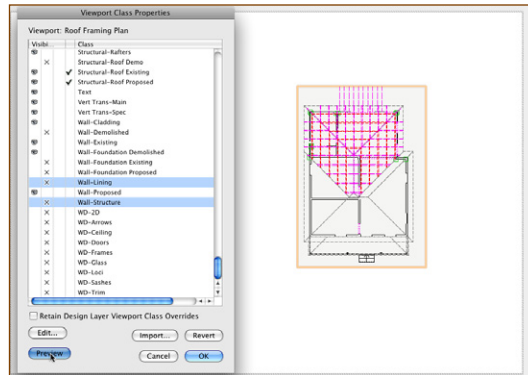 Viewport Class Properties
Viewport: Roof Framing Plan
Visibi... Class
Structural-Rafters
Structural-Roof Demo
Structural-Roof Existing
Structural-Roof Proposed
Text
Vert Trans-Main
Vert Trans-Spec
Wall-Cladding
Wall-Demolished
Wall-Existing
Wall-Foundation Demolished
Wall-Foundation Existing
Wall-Foundation Proposed
Wall-Lining
Wall-Proposed
Wall-Structure
WD-2D
WD-Arrows
WD-Ceiling
WD-Doors
WD-Frames
WD-Glass
WD-Loci
WD-Sashes
WD-Trim
Retain Design Layer Viewport Class Overrides
Edit... Import... Revert
Preview Cancel OK